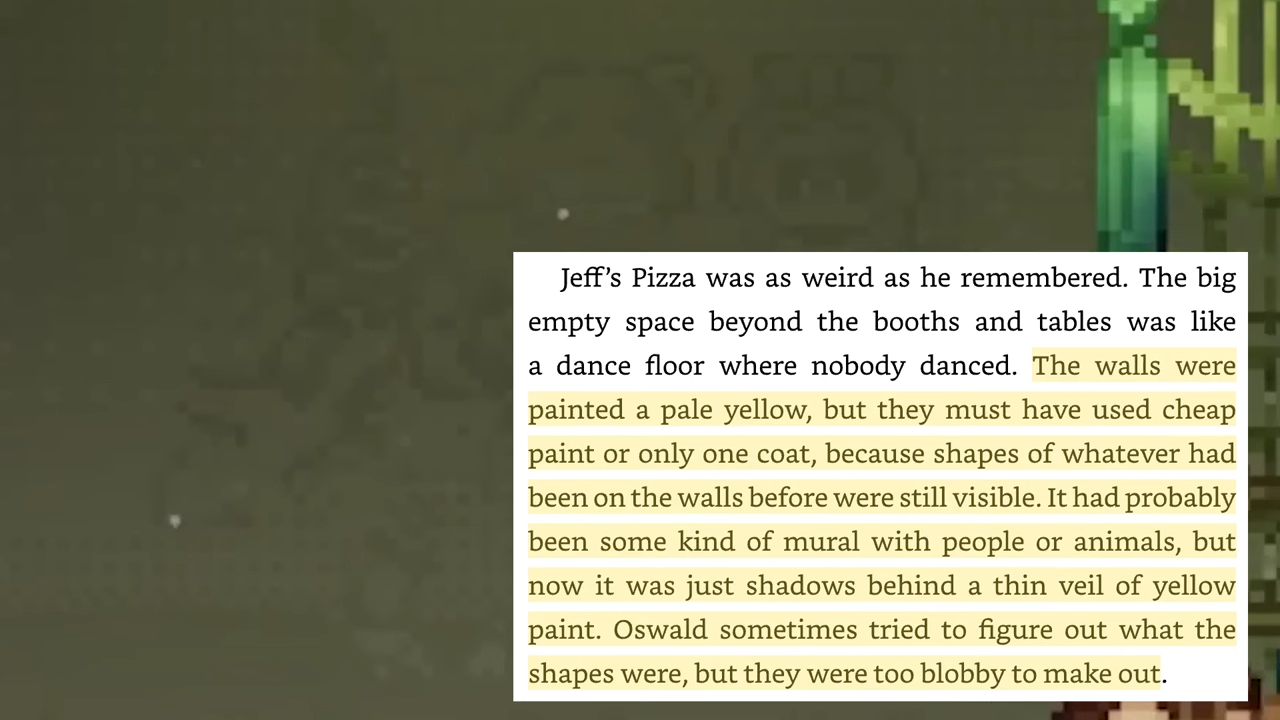 Jeff’s Pizza was as weird as he remembered. The big
empty space beyond the booths and tables was like
a dance floor where nobody danced. The walls were
painted a pale yellow, but they must have used cheap
paint or only one coat, because shapes of whatever had
been on the walls before were still visible. It had probably
been some kind of mural with people or animals, but
now it was just shadows behind a thin veil of yellow
paint. Oswald sometimes tried to figure out what the
shapes were, but they were too blobby to make out.